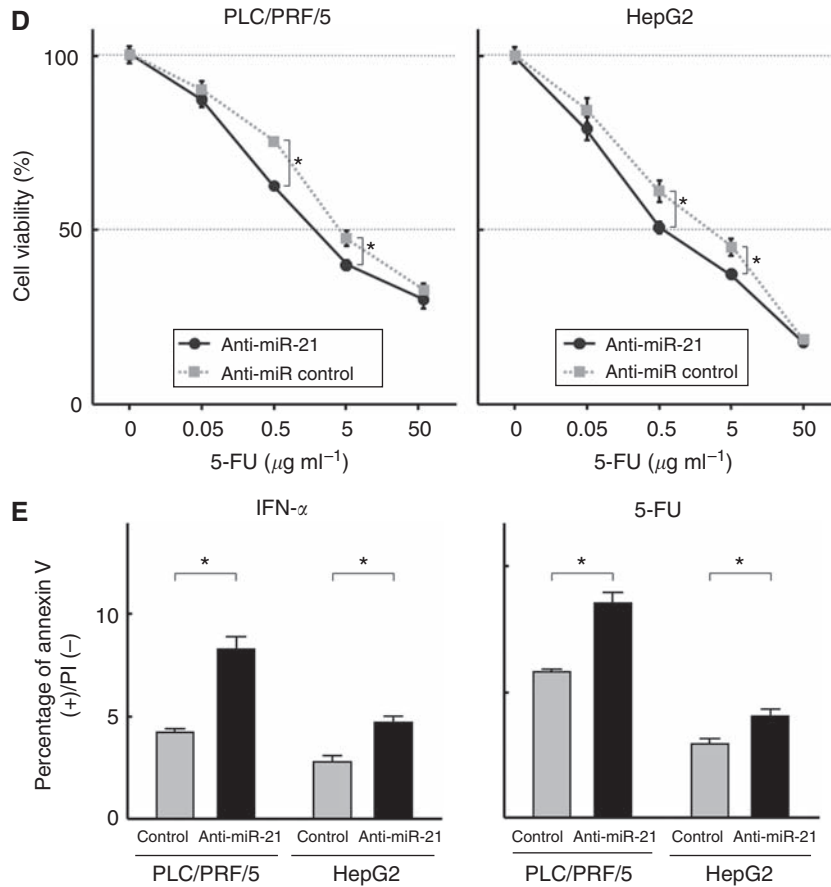 D
PLC/PRF/5
HepG2
Cell viability (%)
100
50
0
*
*
*
*
Anti-miR-21
Anti-miR control
Anti-miR-21
Anti-miR control
0 0.05 0.5 5 50
0 0.05 0.5 5 50
5-FU (μg ml⁻¹)
5-FU (μg ml⁻¹)
E
IFN-α
5-FU
Percentage of annexin V
(+)/PI (−)
10
5
0
*
*
*
*
Control Anti-miR-21 Control Anti-miR-21
PLC/PRF/5 HepG2
Control Anti-miR-21 Control Anti-miR-21
PLC/PRF/5 HepG2